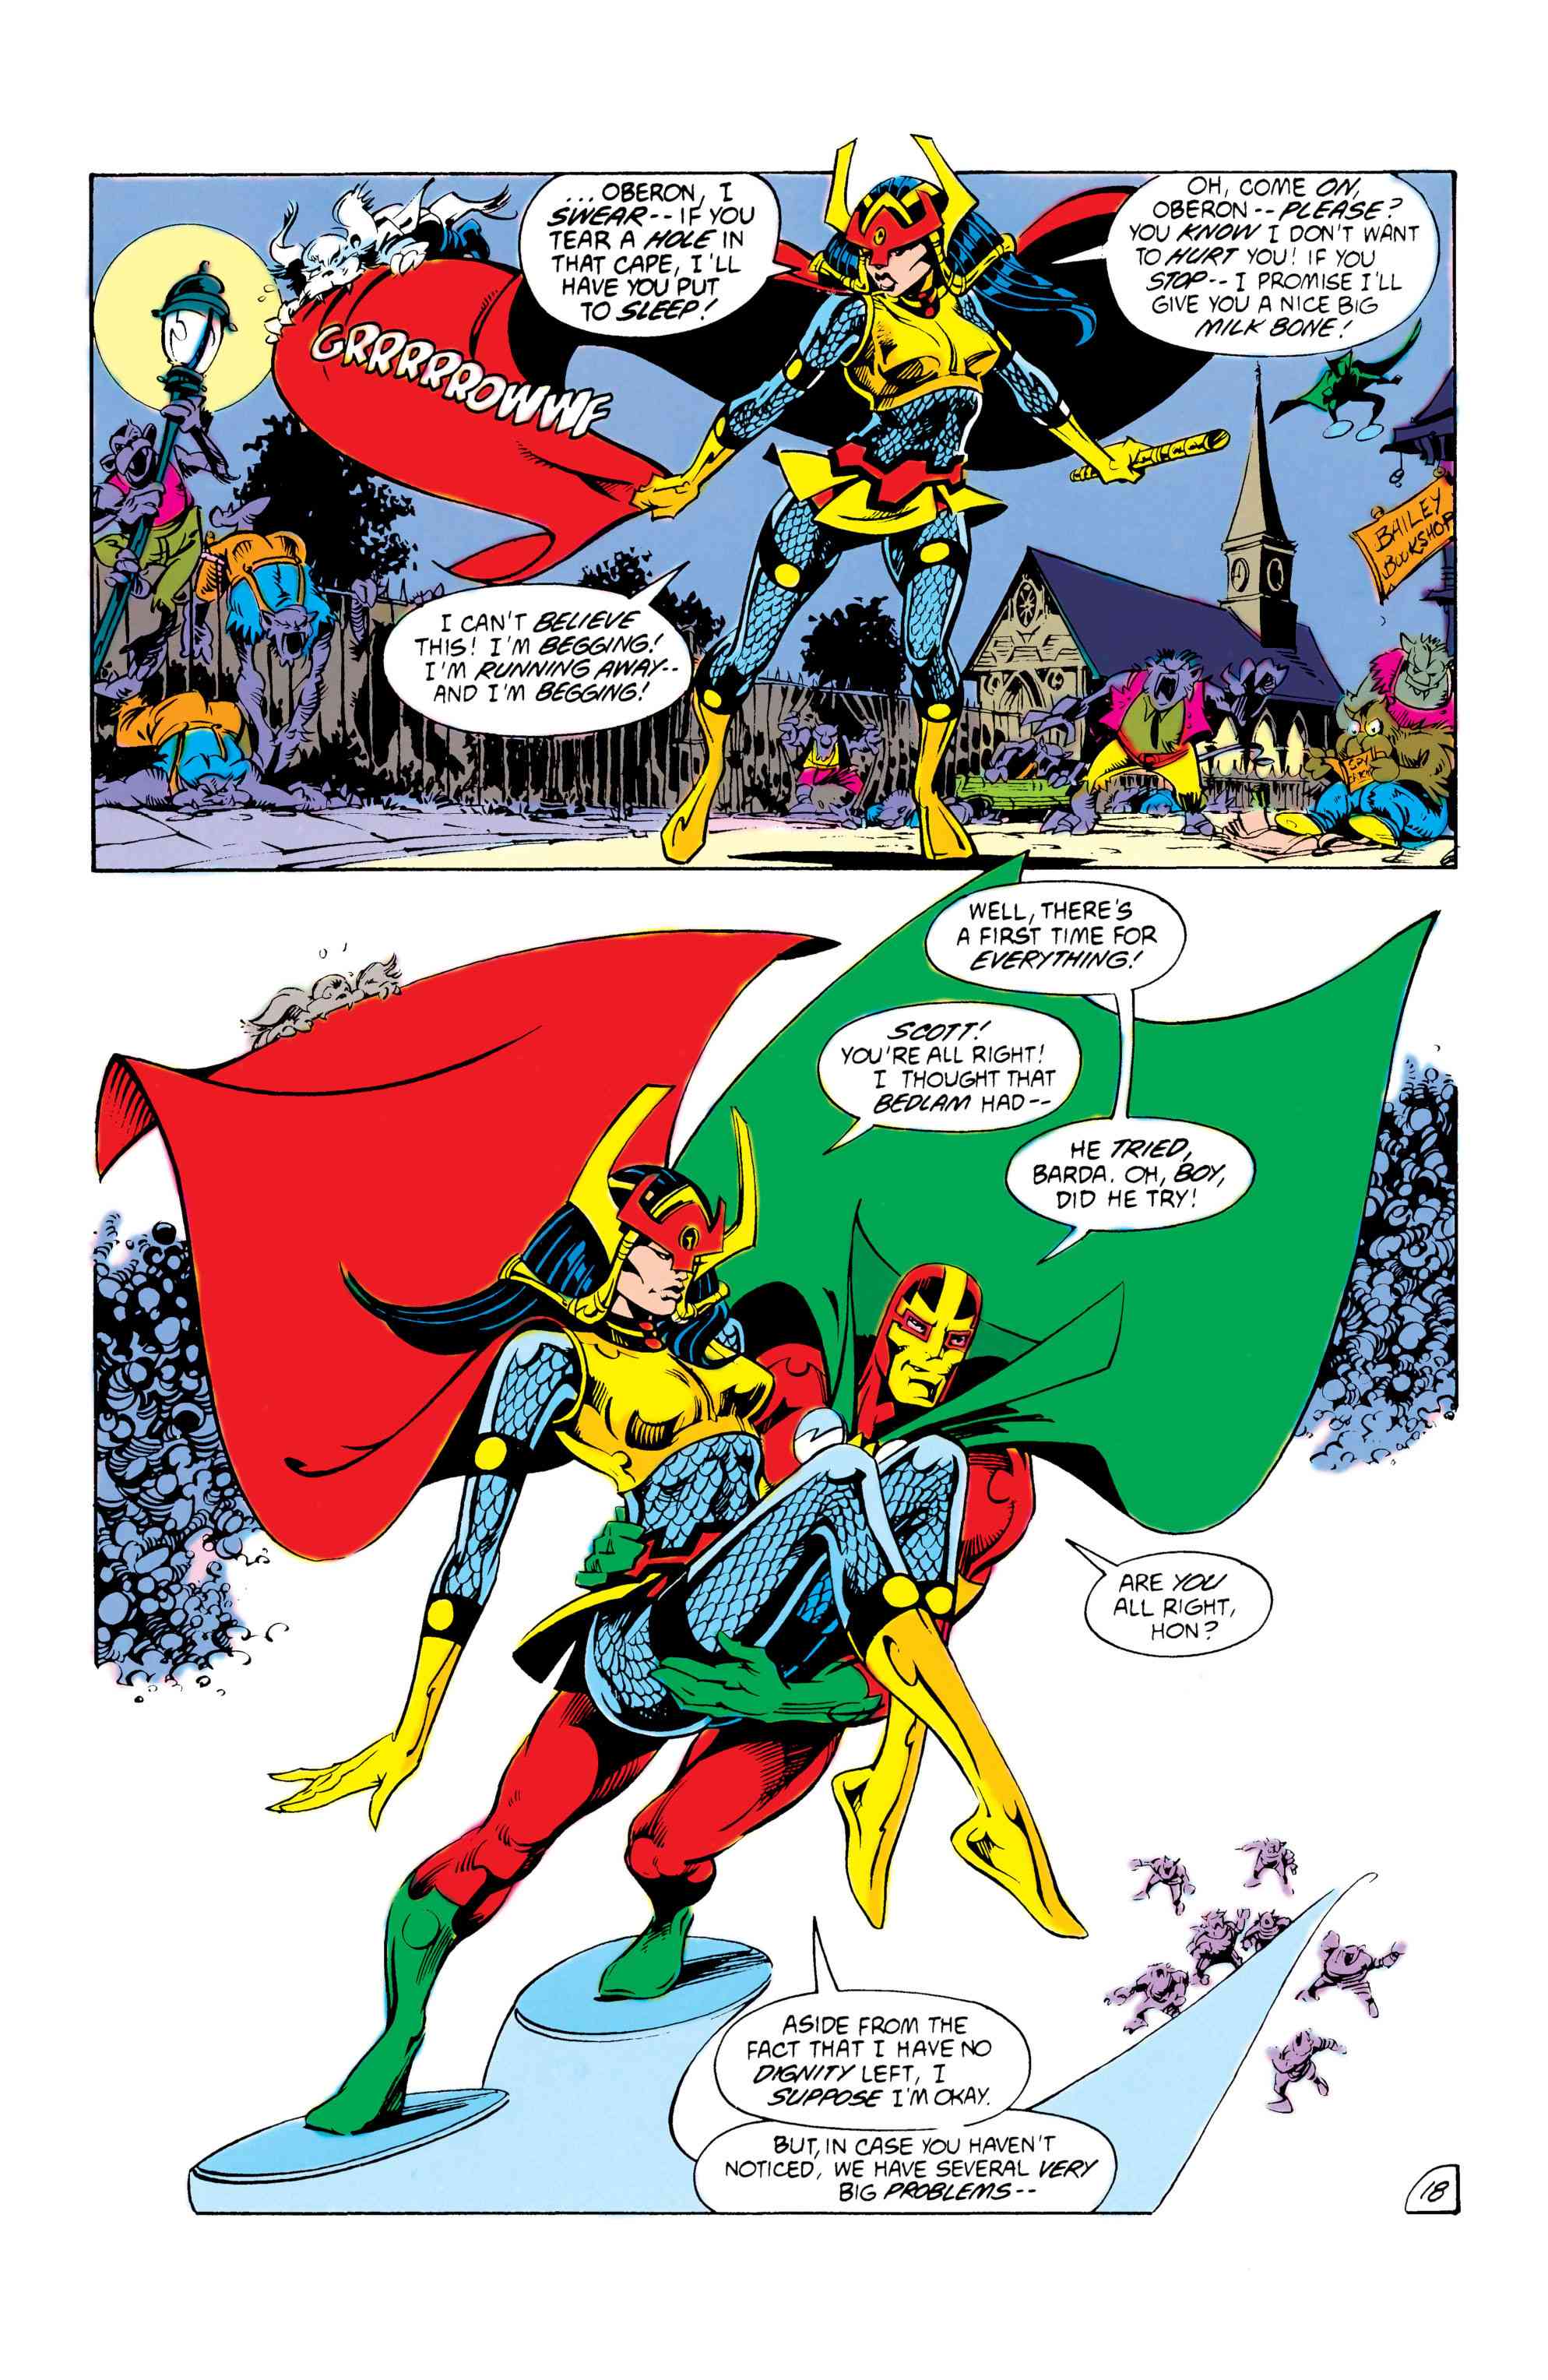 ...OBERON, I
SWEAR-- IF YOU
TEAR A HOLE IN
THAT CAPE, I'LL
HAVE YOU PUT
TO SLEEP!
OH, COME ON,
OBERON -- PLEASE?
YOU KNOW I DON'T WANT
TO HURT YOU! IF YOU
STOP-- I PROMISE I'LL
GIVE YOU A NICE BIG
MILK BONE!
GRRRRROWWF
BAILEY
BOOKSHOP
I CAN'T BELIEVE
THIS! I'M BEGGING!
I'M RUNNING AWAY--
AND I'M BEGGING!
SPY
WELL, THERE'S
A FIRST TIME FOR
EVERYTHING!
SCOTT!
YOU'RE ALL RIGHT!
I THOUGHT THAT
BEDLAM HAD--
HE TRIED,
BARDA. OH, BOY,
DID HE TRY!
ARE YOU
ALL RIGHT,
HON?
ASIDE FROM THE
FACT THAT I HAVE NO
DIGNITY LEFT, I
SUPPOSE I'M OKAY.
BUT, IN CASE YOU HAVEN'T
NOTICED, WE HAVE SEVERAL VERY
BIG PROBLEMS--
18